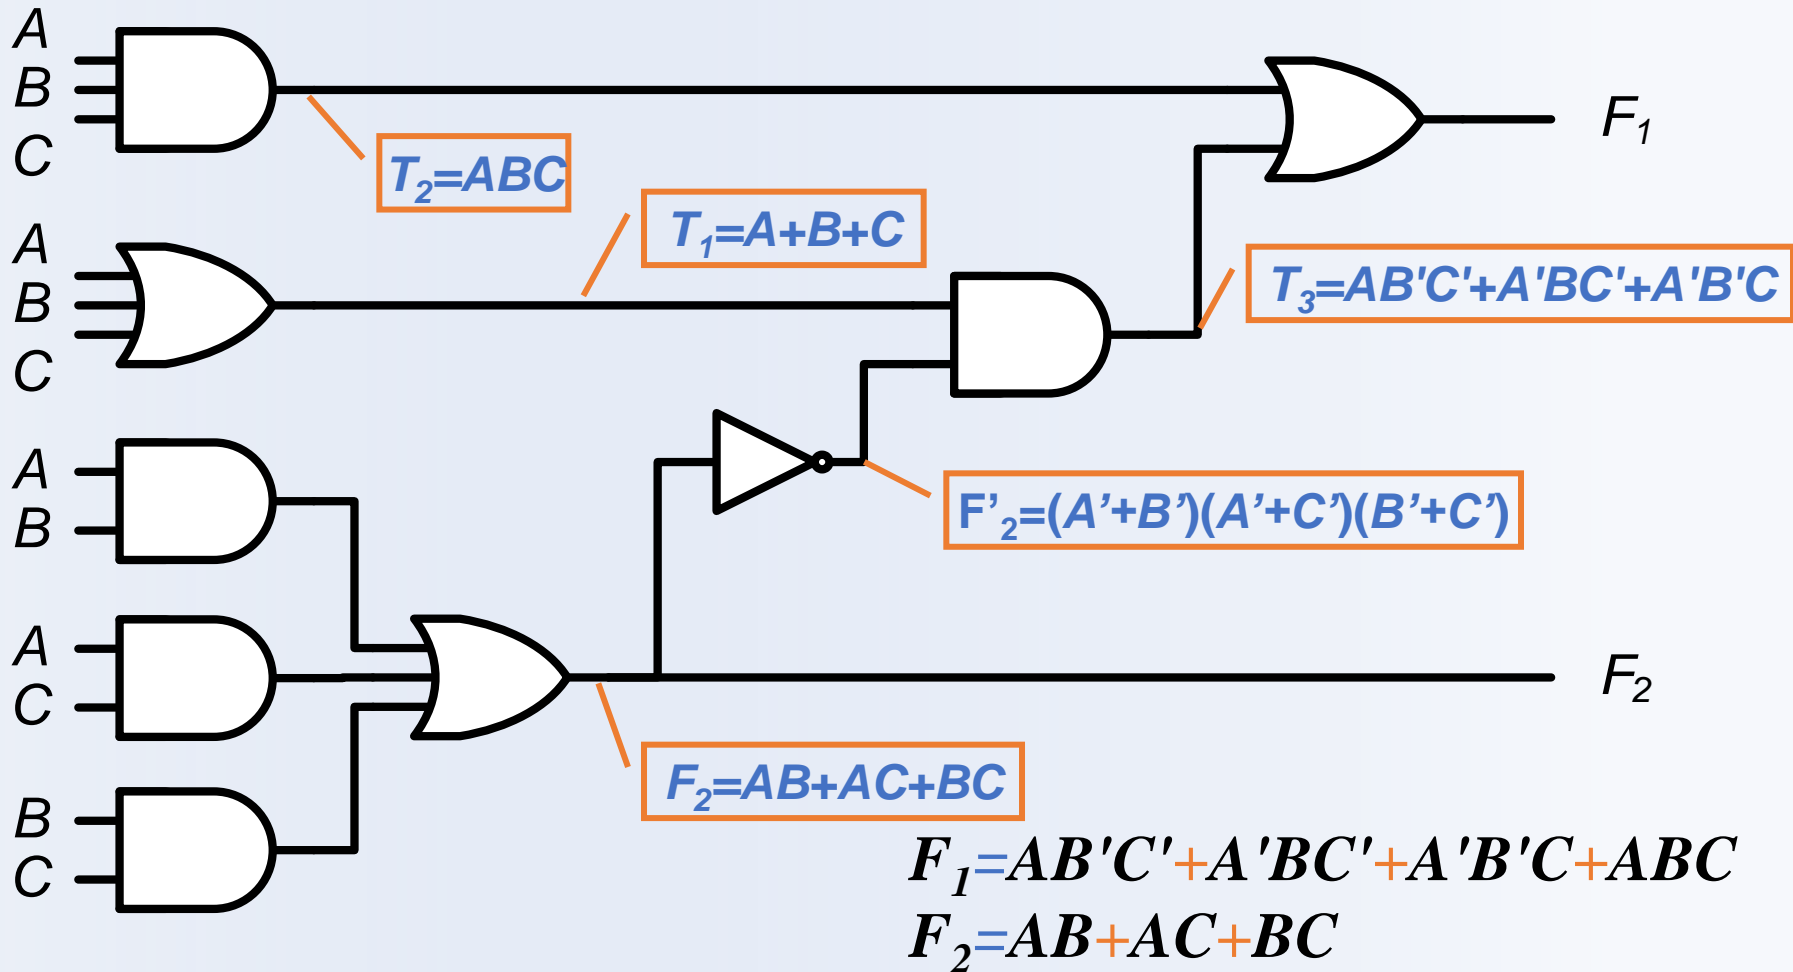 A
B
C
T₂=ABC
F₁
T₁=A+B+C
A
B
C
T₃=AB'C'+A'BC'+A'B'C
A
B
F’₂=(A’+B’)(A’+C’)(B’+C’)
A
C
F₂
F₂=AB+AC+BC
B
C
F₁=AB'C'+A'BC'+A'B'C+ABC
F₂=AB+AC+BC